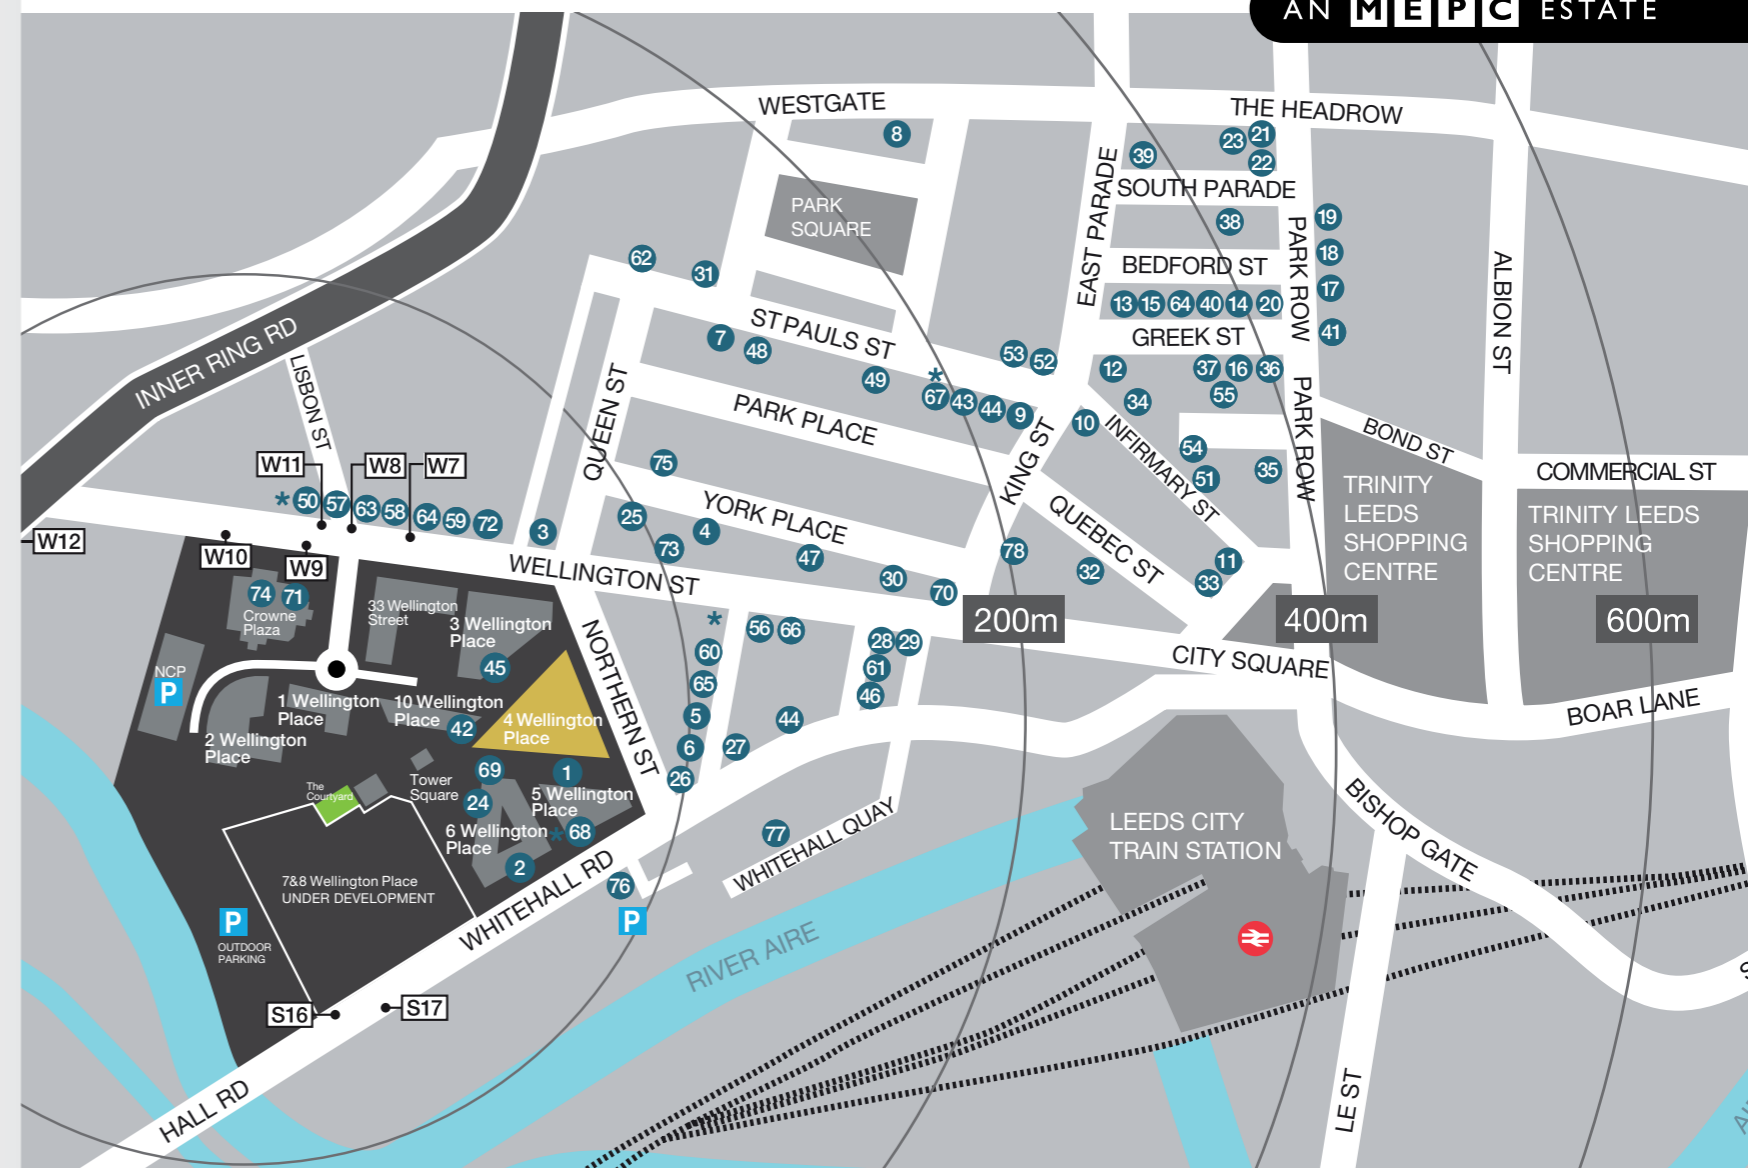 AN MEPC ESTATE
WESTGATE
THE HEADROW
8
39
23
21
22
EAST PARADE
SOUTH PARADE
PARK
SQUARE
38
19
PARK ROW
18
BEDFORD ST
17
ALBION ST
62
31
13
15
64
40
14
20
41
GREEK ST
ST PAULS ST
7
48
49
53
52
12
37
16
36
55
34
*
67
43
44
9
10
INNER RING RD
LISBON ST
QUEEN ST
PARK PLACE
KING ST
INFIRMARY ST
54
51
35
PARK ROW
BOND ST
COMMERCIAL ST
TRINITY
LEEDS
SHOPPING
CENTRE
TRINITY LEEDS
SHOPPING
CENTRE
W11
W8
W7
*
50
57
63
58
64
59
72
3
75
25
73
4
YORK PLACE
47
30
70
78
QUEBEC ST
32
11
33
W12
W10
W9
WELLINGTON ST
200m
400m
600m
CITY SQUARE
BOAR LANE
74
71
Crowne
Plaza
33 Wellington
Street
3 Wellington
Place
45
NORTHERN ST
*
56
66
60
65
5
6
26
27
44
28
29
61
46
NCP
P
1 Wellington
Place
10 Wellington
Place
42
4 Wellington
Place
2 Wellington
Place
The
Courtyard
Tower
Square
69
24
1
5 Wellington
Place
6 Wellington
Place
*
68
2
7&8 Wellington Place
UNDER DEVELOPMENT
P
OUTDOOR
PARKING
WHITEHALL RD
76
P
77
WHITEHALL QUAY
LEEDS CITY
TRAIN STATION
BISHOP GATE
RIVER AIRE
S16
S17
HALL RD
LE ST